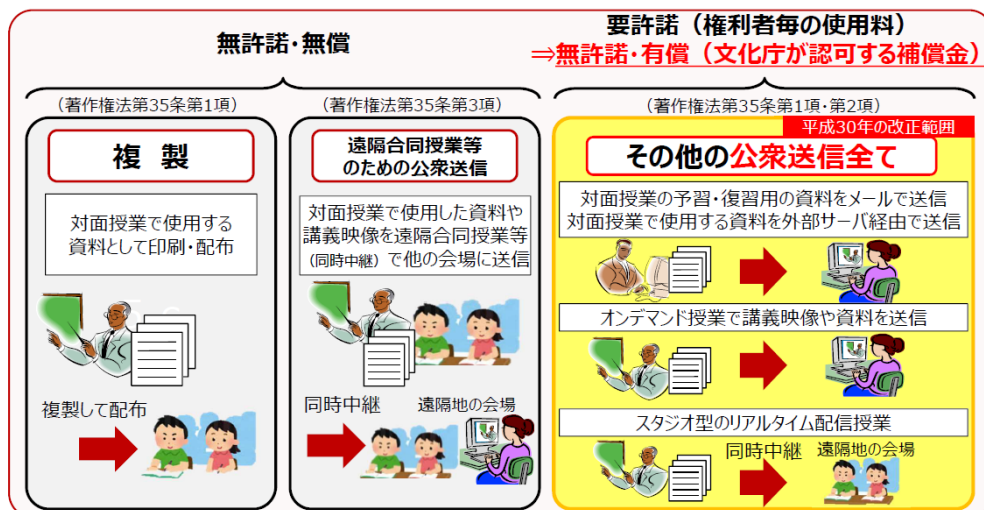 無許諾・無償
要許諾（権利者毎の使用料）
⇒無許諾・有償（文化庁が認可する補償金）
（著作権法第35条第1項）
（著作権法第35条第3項）
（著作権法第35条第1項・第2項）
複 製
対面授業で使用する
資料として印刷・配布
複製して配布
遠隔合同授業等
のための公衆送信
対面授業で使用した資料や
講義映像を遠隔合同授業等
（同時中継）で他の会場に送信
同時中継
遠隔地の会場
平成30年の改正範囲
その他の公衆送信全て
対面授業の予習・復習用の資料をメールで送信
対面授業で使用する資料を外部サーバ経由で送信
オンデマンド授業で講義映像や資料を送信
スタジオ型のリアルタイム配信授業
同時中継
遠隔地の会場